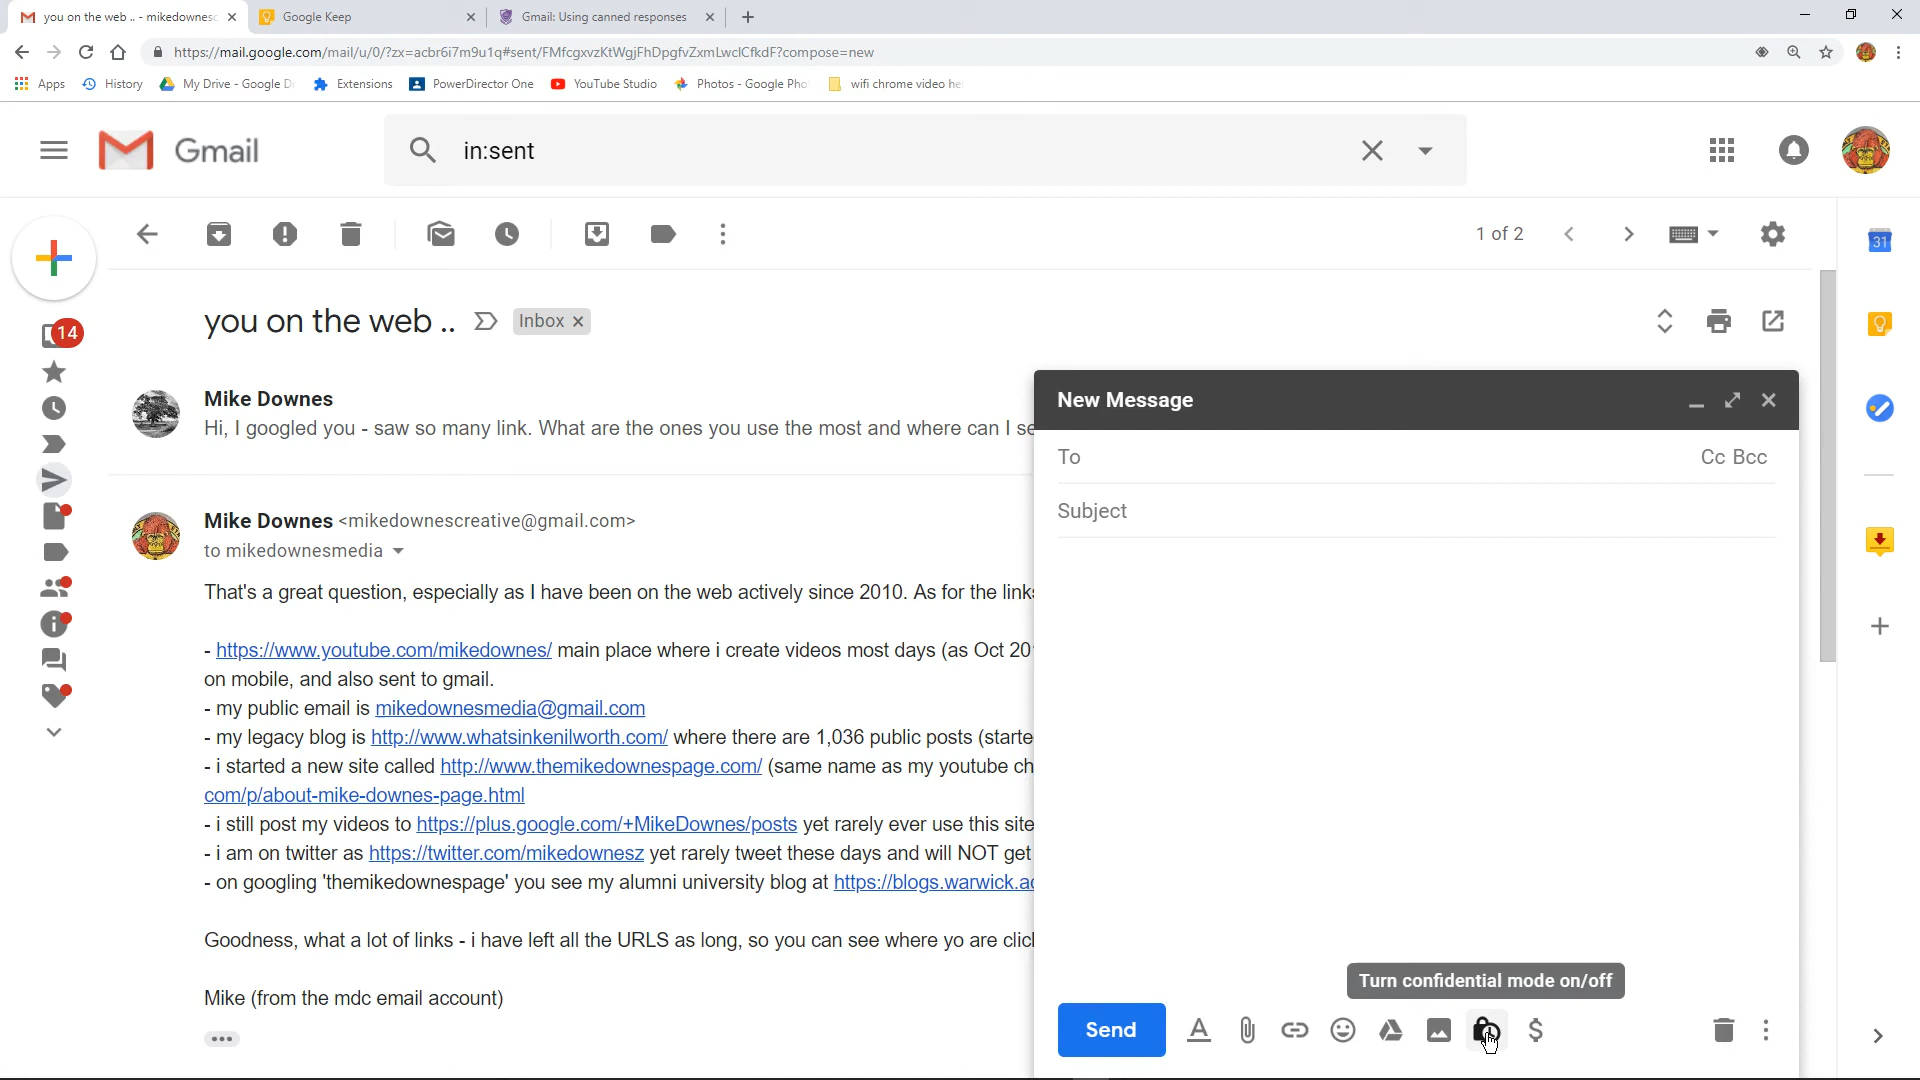 you on the web .. - mikedownesc
Google Keep
Gmail: Using canned responses
https://mail.google.com/mail/u/0/?zx=acbr6i7m9u1q#sent/FMfcgxvzKtWgjFhDpgfvZxmLwclCfkdF?compose=new
Apps
History
My Drive - Google D
Extensions
PowerDirector One
YouTube Studio
Photos - Google Pho
wifi chrome video he
Gmail
in:sent
1 of 2
31
you on the web ..
Inbox
14
Mike Downes
Hi, I googled you - saw so many link. What are the ones you use the most and where can I se
Mike Downes <mikedownescreative@gmail.com>
to mikedownesmedia
That's a great question, especially as I have been on the web actively since 2010. As for the link
- https://www.youtube.com/mikedownes/ main place where i create videos most days (as Oct 20
on mobile, and also sent to gmail.
- my public email is mikedownesmedia@gmail.com
- my legacy blog is http://www.whatsinkenilworth.com/ where there are 1,036 public posts (starte
- i started a new site called http://www.themikedownespage.com/ (same name as my youtube ch
com/p/about-mike-downes-page.html
- i still post my videos to https://plus.google.com/+MikeDownes/posts yet rarely ever use this site
- i am on twitter as https://twitter.com/mikedownesz yet rarely tweet these days and will NOT get
- on googling 'themikedownespage' you see my alumni university blog at https://blogs.warwick.ac
Goodness, what a lot of links - i have left all the URLS as long, so you can see where yo are clic
Mike (from the mdc email account)
New Message
To
Cc Bcc
Subject
Turn confidential mode on/off
Send